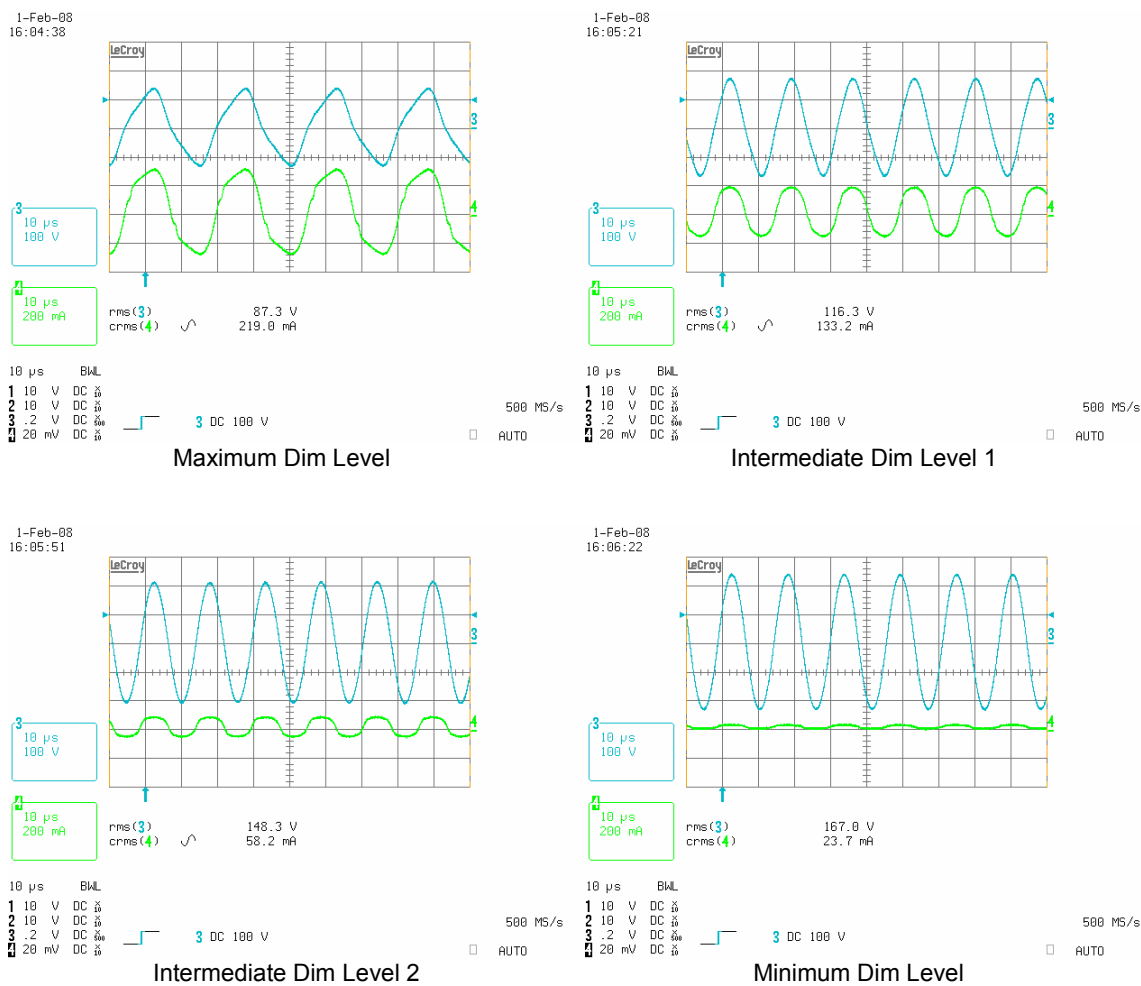 1-Feb-08
16:04:38
LeCroy
3
4
3
10 µs
100 V
4
10 µs
200 mA
rms(3) 87.3 V
crms(4) 219.0 mA
10 µs BWL
1 10 V DC
2 10 V DC
3 .2 V DC
4 20 mV DC
3 DC 100 V
500 MS/s
AUTO
Maximum Dim Level
1-Feb-08
16:05:21
LeCroy
3
4
3
10 µs
100 V
4
10 µs
200 mA
rms(3) 116.3 V
crms(4) 133.2 mA
10 µs BWL
1 10 V DC
2 10 V DC
3 .2 V DC
4 20 mV DC
3 DC 100 V
500 MS/s
AUTO
Intermediate Dim Level 1
1-Feb-08
16:05:51
LeCroy
3
4
3
10 µs
100 V
4
10 µs
200 mA
rms(3) 148.3 V
crms(4) 58.2 mA
10 µs BWL
1 10 V DC
2 10 V DC
3 .2 V DC
4 20 mV DC
3 DC 100 V
500 MS/s
AUTO
Intermediate Dim Level 2
1-Feb-08
16:06:22
LeCroy
3
4
3
10 µs
100 V
4
10 µs
200 mA
rms(3) 167.0 V
crms(4) 23.7 mA
10 µs BWL
1 10 V DC
2 10 V DC
3 .2 V DC
4 20 mV DC
3 DC 100 V
500 MS/s
AUTO
Minimum Dim Level